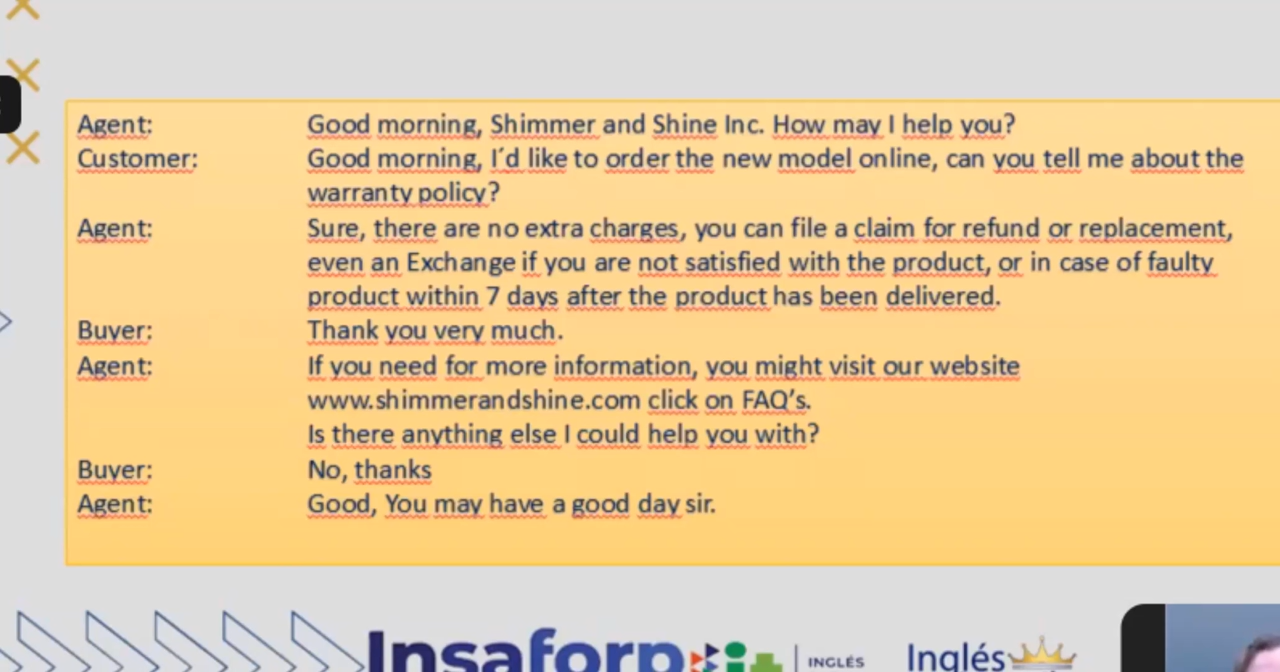 Agent: Good morning, Shimmer and Shine Inc. How may I help you?
Customer: Good morning, I´d like to order the new model online, can you tell me about the
warranty policy?
Agent: Sure, there are no extra charges, you can file a claim for refund or replacement,
even an Exchange if you are not satisfied with the product, or in case of faulty
product within 7 days after the product has been delivered.
Buyer: Thank you very much.
Agent: If you need for more information, you might visit our website
www.shimmerandshine.com click on FAQ’s.
Is there anything else I could help you with?
Buyer: No, thanks
Agent: Good, You may have a good day sir.
Insaforp INGLÉS Inglés